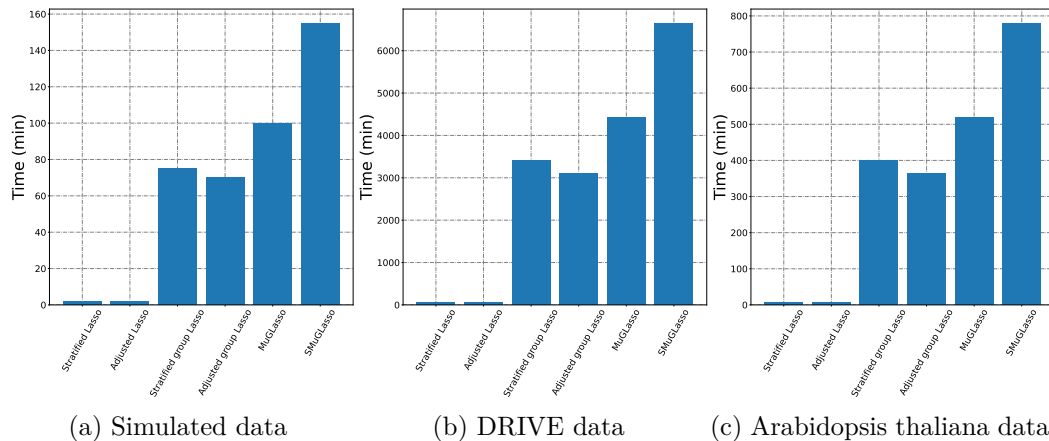 Time (min)
160
140
120
100
80
60
40
20
0
Stratified Lasso
Adjusted Lasso
Stratified group Lasso
Adjusted group Lasso
MuGLasso
SMuGLasso
(a) Simulated data
Time (min)
6000
5000
4000
3000
2000
1000
0
Stratified Lasso
Adjusted Lasso
Stratified group Lasso
Adjusted group Lasso
MuGLasso
SMuGLasso
(b) DRIVE data
Time (min)
800
700
600
500
400
300
200
100
0
Stratified Lasso
Adjusted Lasso
Stratified group Lasso
Adjusted group Lasso
MuGLasso
SMuGLasso
(c) Arabidopsis thaliana data